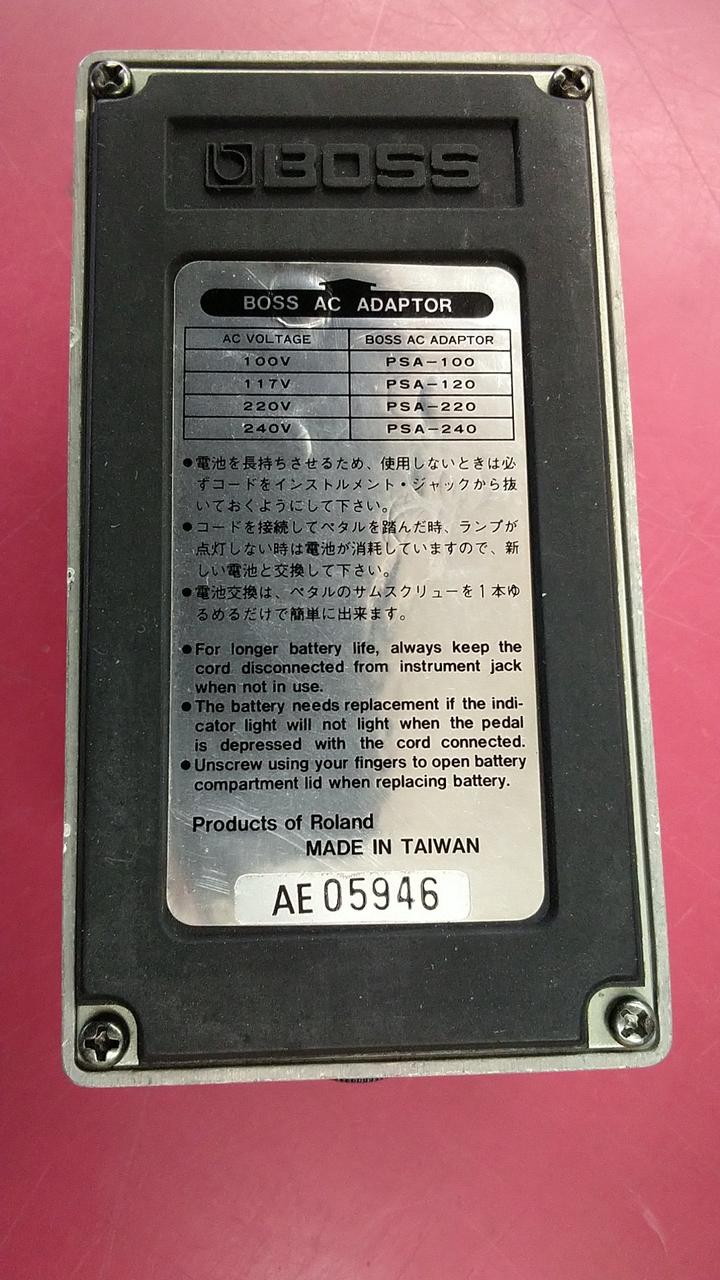 BOSS
BOSS AC ADAPTOR
AC VOLTAGE BOSS AC ADAPTOR
100V PSA-100
117V PSA-120
220V PSA-220
240V PSA-240
●電池を長持ちさせるため、使用しないときは必
ずコードをインストルメント・ジャックから抜
いておくようにして下さい。
●コードを接続してペタルを踏んだ時、ランプが
点灯しない時は電池が消耗していますので、新
しい電池と交換して下さい。
●電池交換は、ペタルのサムスクリューを1本ゆ
るめるだけで簡単に出来ます。
●For longer battery life, always keep the
cord disconnected from instrument jack
when not in use.
●The battery needs replacement if the indi-
cator light will not light when the pedal
is depressed with the cord connected.
●Unscrew using your fingers to open battery
compartment lid when replacing battery.
Products of Roland
MADE IN TAIWAN
AE05946